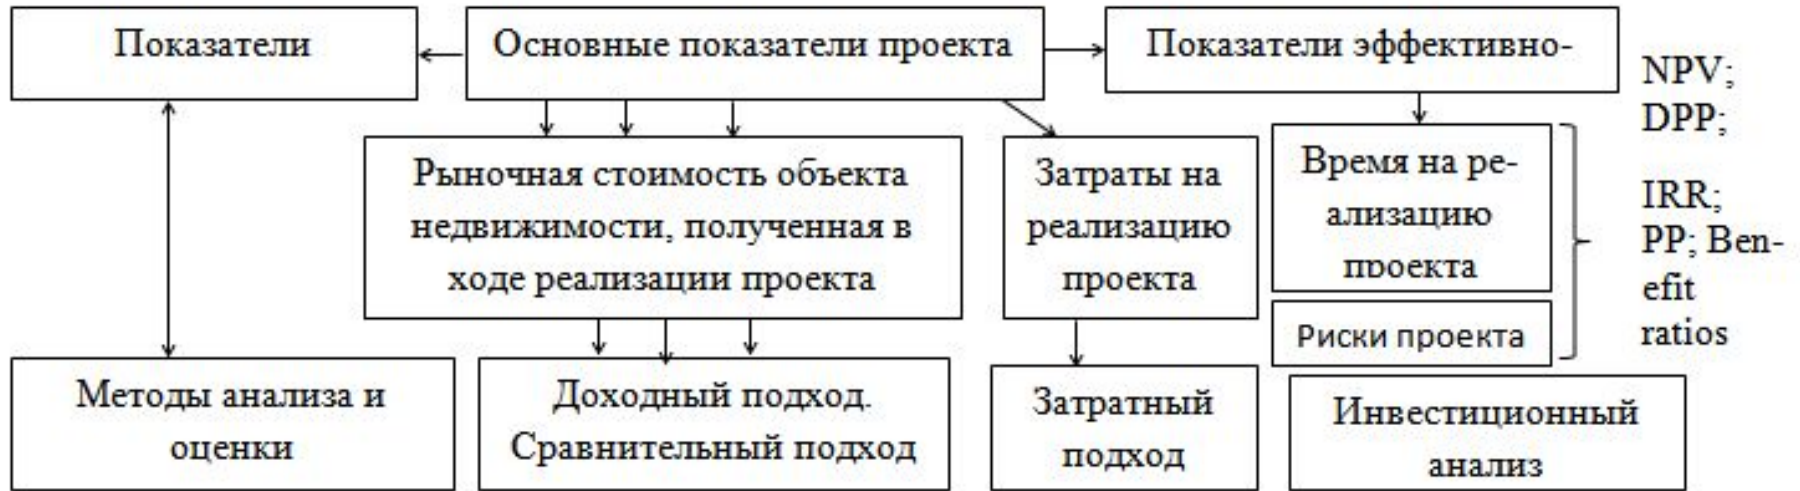 Показатели
Основные показатели проекта
Показатели эффективно-
NPV;
DPP;
IRR;
PP; Ben-
efit
ratios
Рыночная стоимость объекта
недвижимости, полученная в
ходе реализации проекта
Затраты на
реализацию
проекта
Время на ре-
ализацию
проекта
Риски проекта
Методы анализа и
оценки
Доходный подход.
Сравнительный подход
Затратный
подход
Инвестиционный
анализ